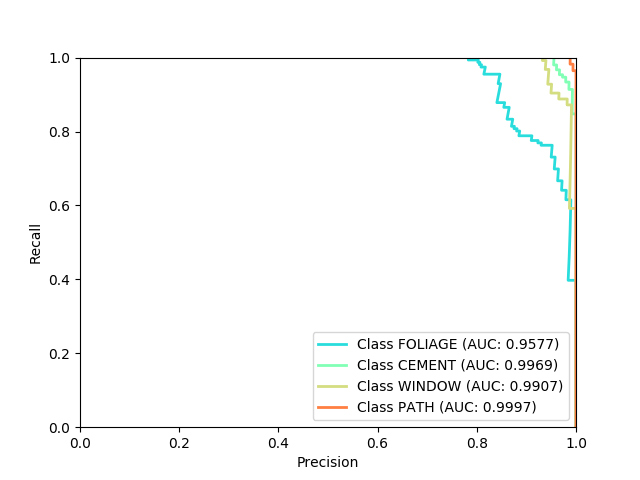 1.0
0.8
0.6
0.4
0.2
0.0
Recall
Class FOLIAGE (AUC: 0.9577)
Class CEMENT (AUC: 0.9969)
Class WINDOW (AUC: 0.9907)
Class PATH (AUC: 0.9997)
0.0 0.2 0.4 0.6 0.8 1.0
Precision